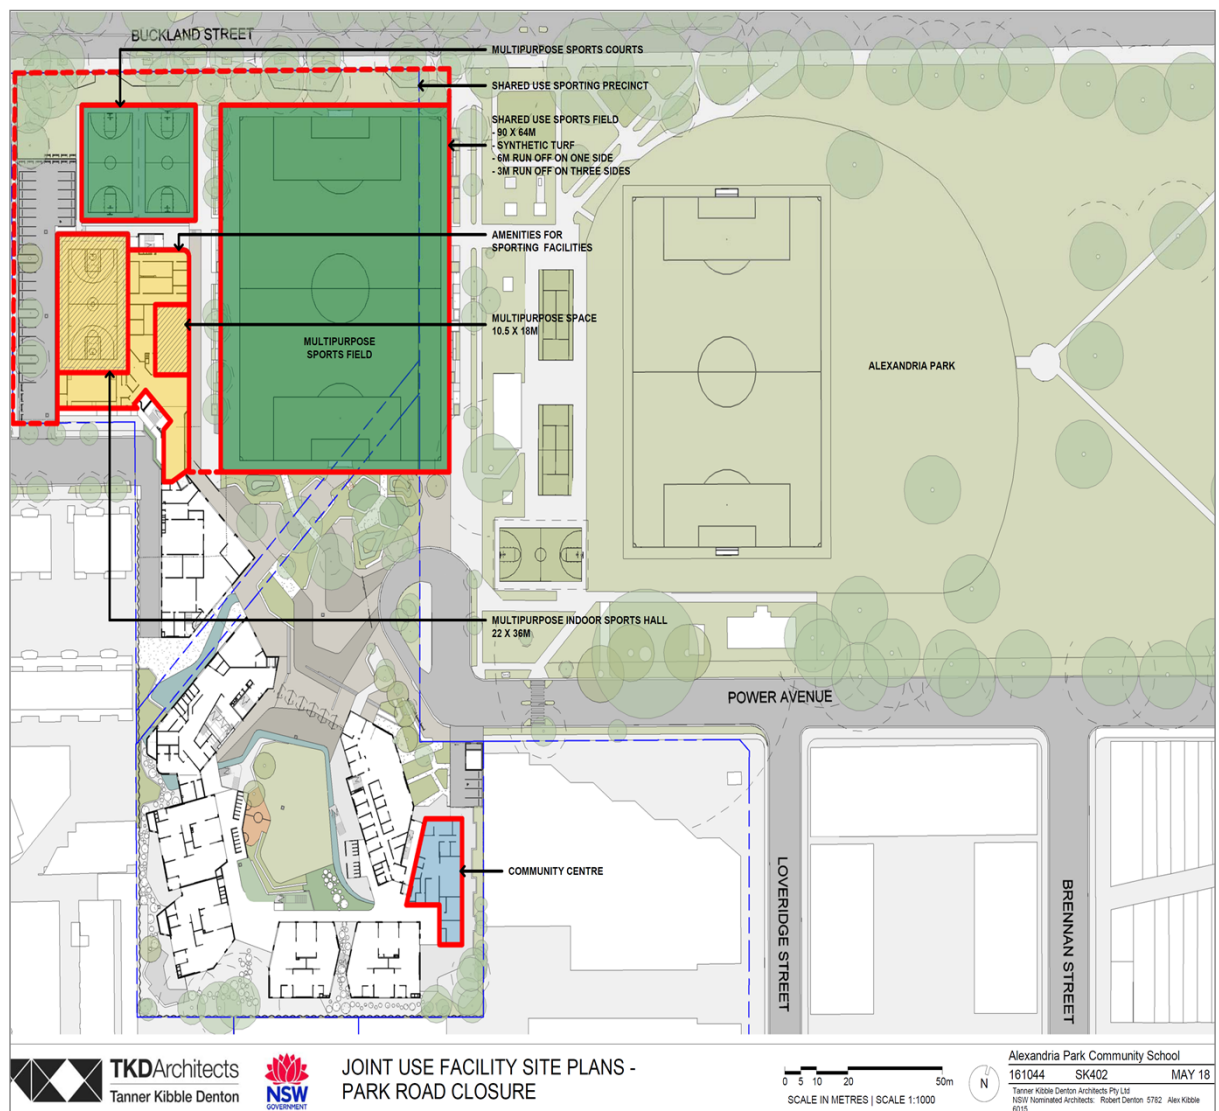 BUCKLAND STREET
MULTIPURPOSE SPORTS COURTS
SHARED USE SPORTING PRECINCT
SHARED USE SPORTS FIELD
- 90 X 64M
- SYNTHETIC TURF
- 6M RUN OFF ON ONE SIDE
- 3M RUN OFF ON THREE SIDES
AMENITIES FOR
SPORTING FACILITIES
MULTIPURPOSE SPACE
10.5 X 18M
MULTIPURPOSE
SPORTS FIELD
ALEXANDRIA PARK
MULTIPURPOSE INDOOR SPORTS HALL
22 X 36M
POWER AVENUE
COMMUNITY CENTRE
LOVERIDGE STREET
BRENNAN STREET
TKDArchitects
Tanner Kibble Denton
NSW
GOVERNMENT
JOINT USE FACILITY SITE PLANS -
PARK ROAD CLOSURE
0 5 10 20 50m
SCALE IN METRES | SCALE 1:1000
N
Alexandria Park Community School
161044 SK402 MAY 18
Tanner Kibble Denton Architects Pty Ltd
NSW Nominated Architects: Robert Denton 5782 Alex Kibble
6015